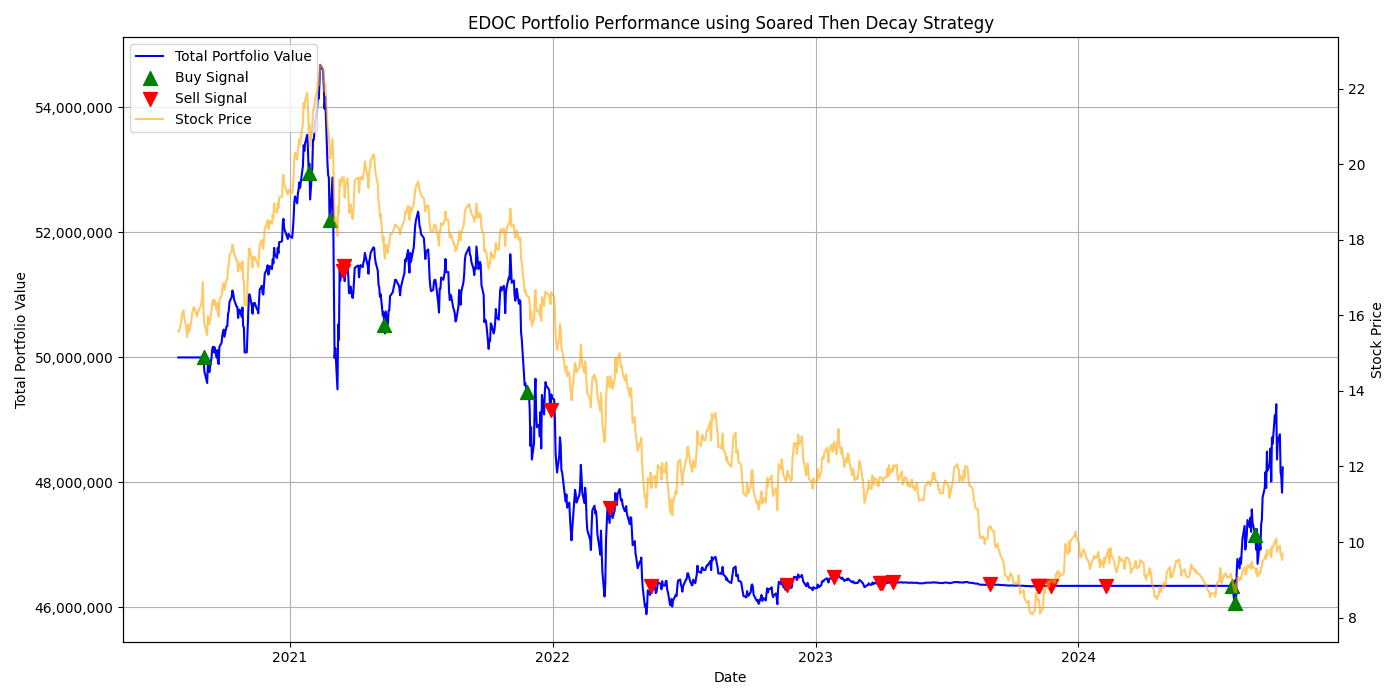 EDOC Portfolio Performance using Soared Then Decay Strategy
Total Portfolio Value
Buy Signal
Sell Signal
Stock Price
54,000,000
52,000,000
50,000,000
48,000,000
46,000,000
Total Portfolio Value
22
20
18
16
14
12
10
8
Stock Price
2021
2022
2023
2024
Date